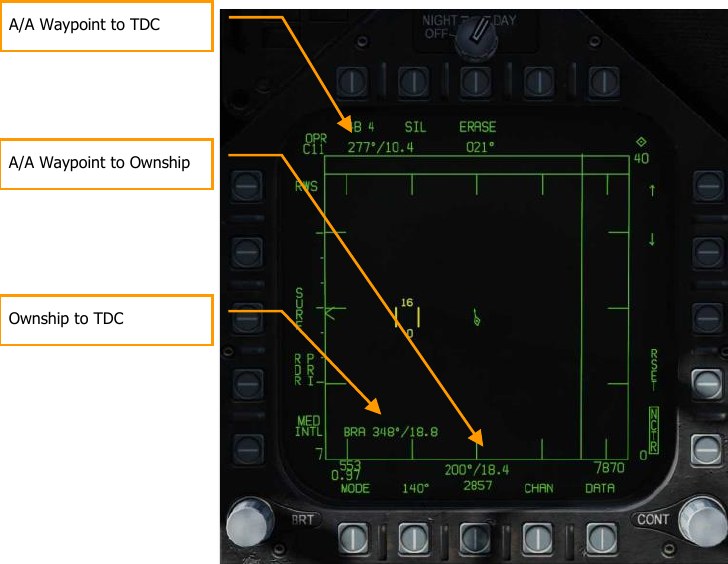 A/A Waypoint to TDC
A/A Waypoint to Ownship
Ownship to TDC
NIGHT DAY
OFF
B 4 SIL ERASE
OPR
C11 277°/10.4 021°
40
RWS
16
0
SURF
RDR PRI
RSET
MED
INTL BRA 348°/18.8
NCTR
7 0
553 200°/18.4 7870
0.97
MODE 140° 2857 CHAN DATA
BRT CONT